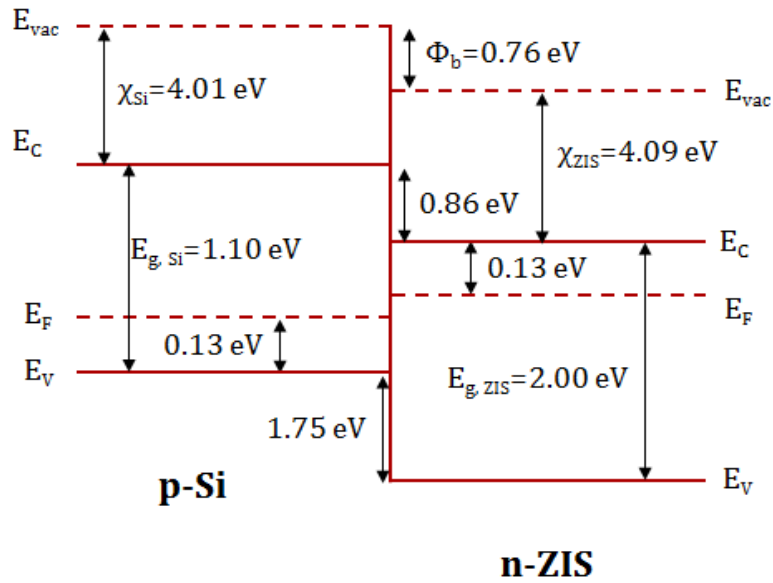 E_vac
Φ_b=0.76 eV
χ_Si=4.01 eV
E_vac
E_C
χ_ZIS=4.09 eV
0.86 eV
E_g, Si=1.10 eV
E_C
0.13 eV
E_F
E_F
0.13 eV
E_V
E_g, ZIS=2.00 eV
1.75 eV
p-Si
E_V
n-ZIS